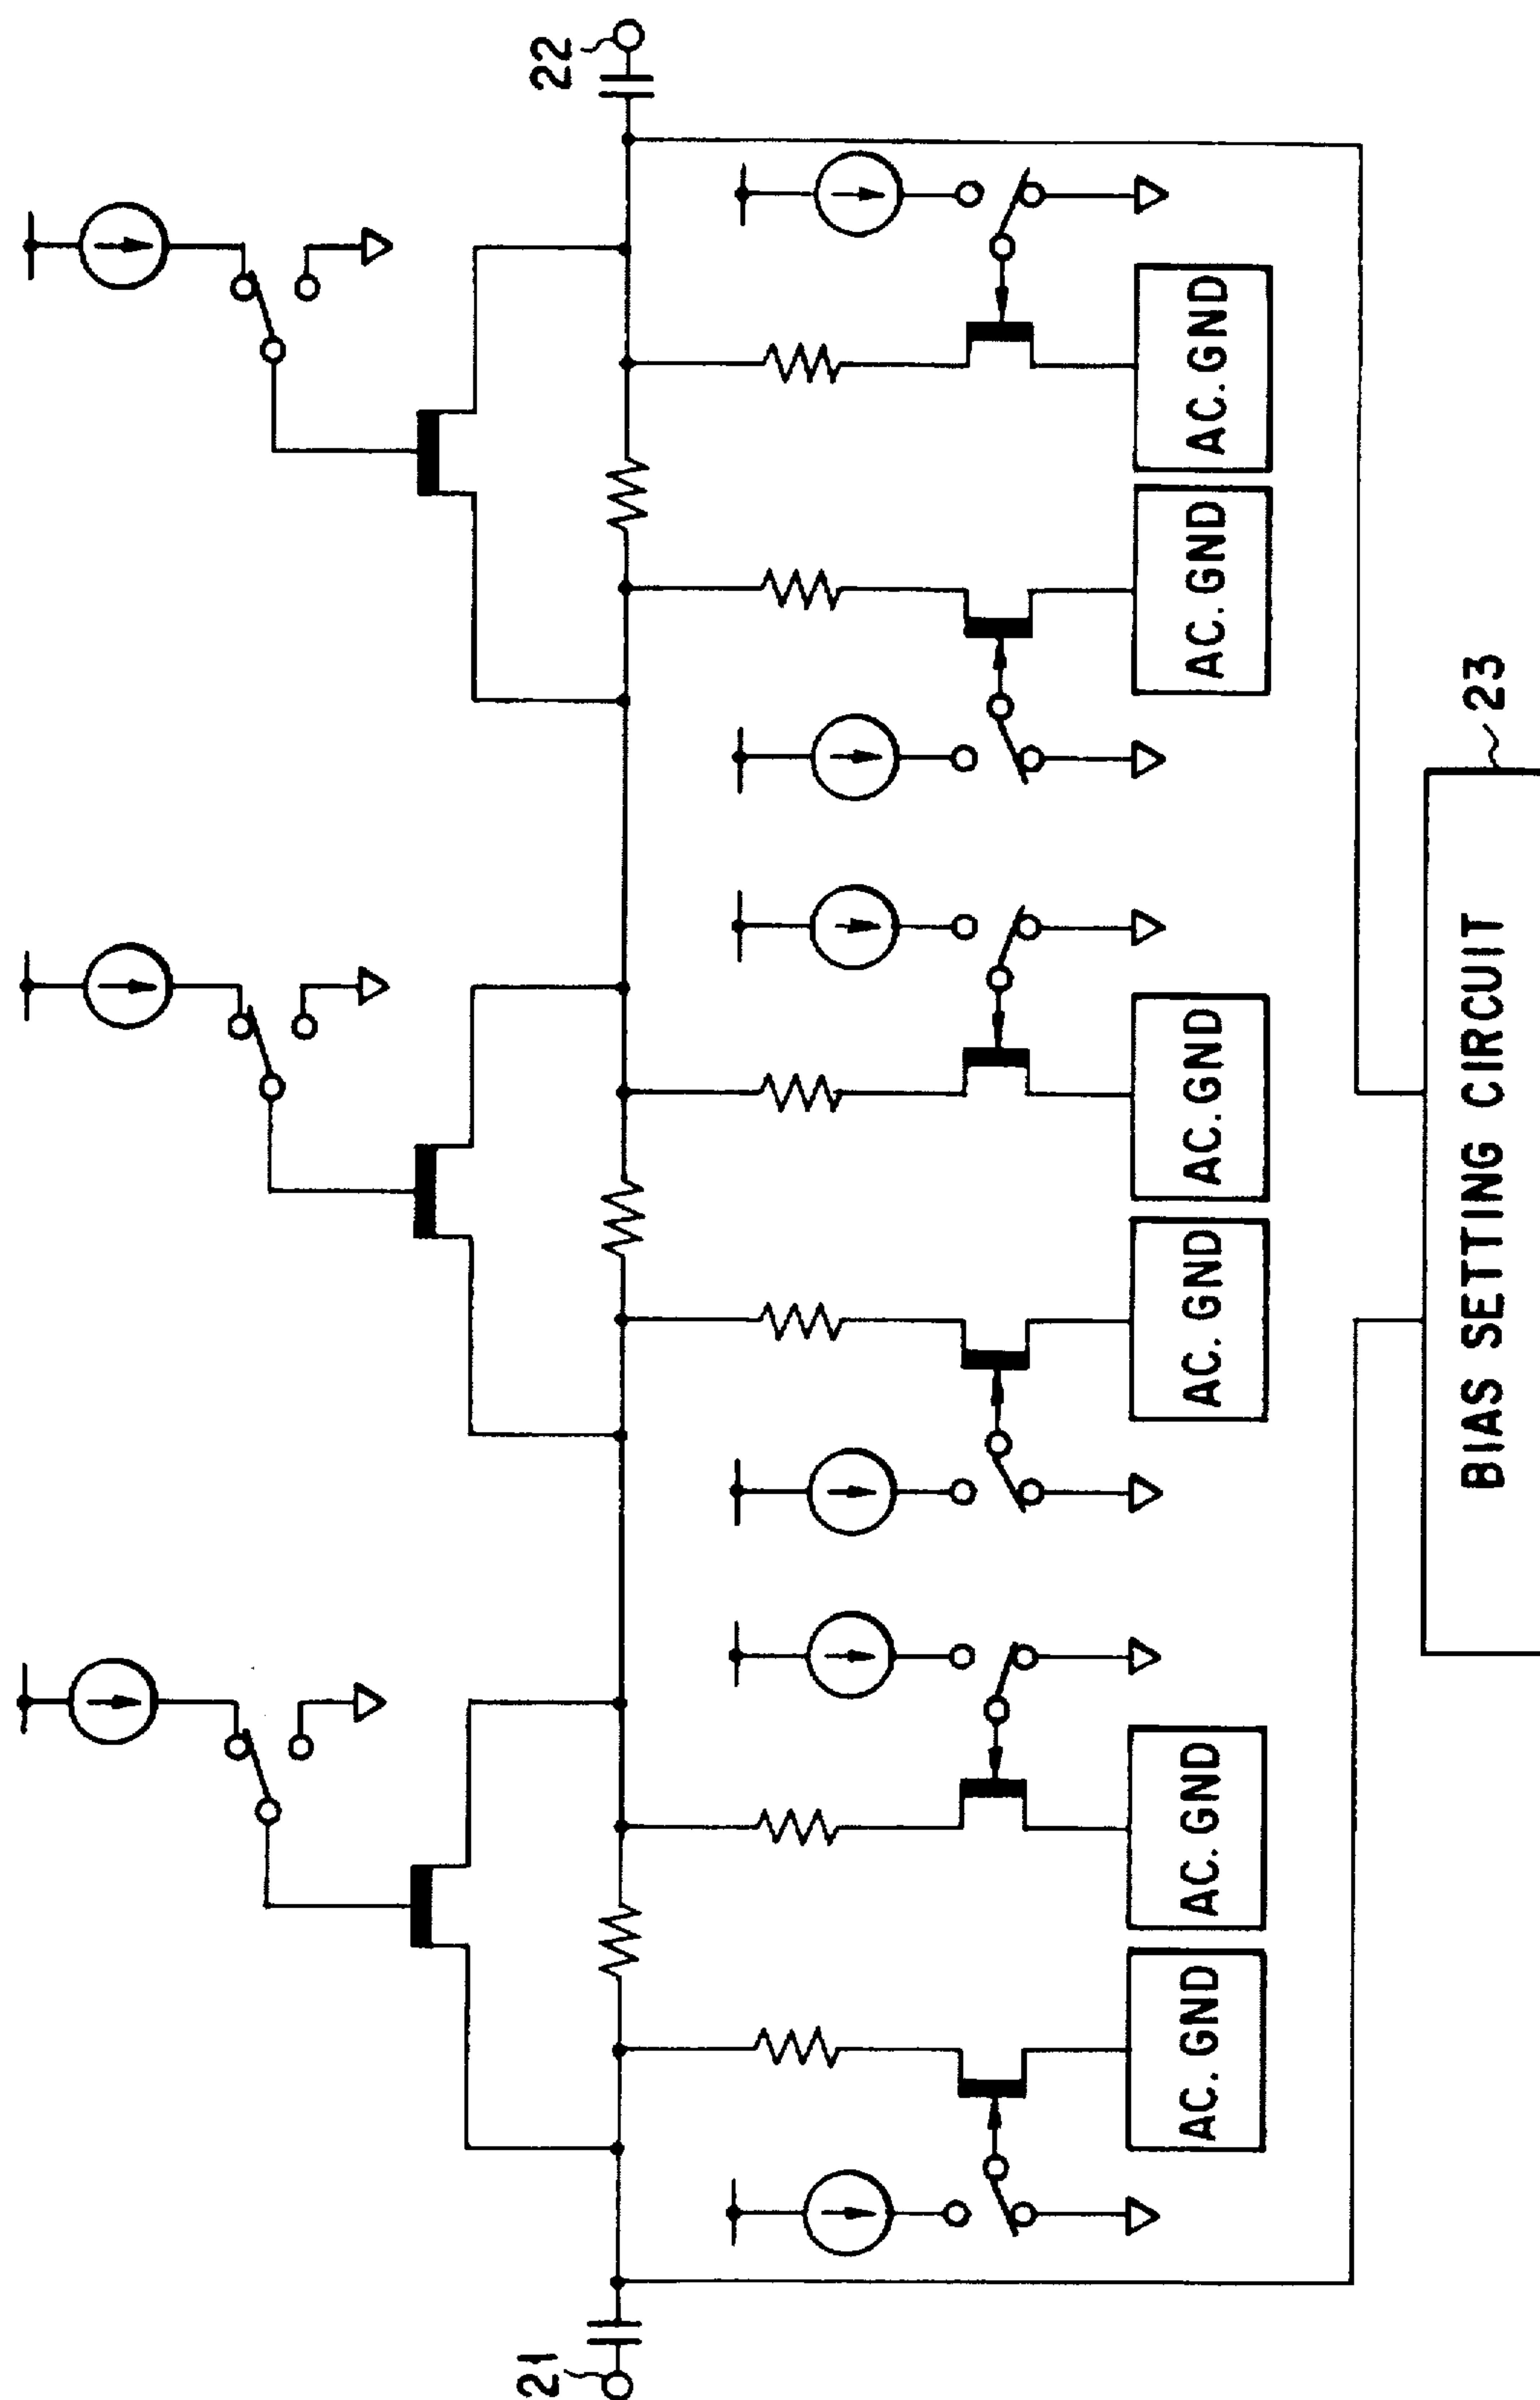 21
22
AC. GND
AC. GND
AC. GND
AC. GND
AC. GND
AC. GND
BIAS SETTING CIRCUIT
23